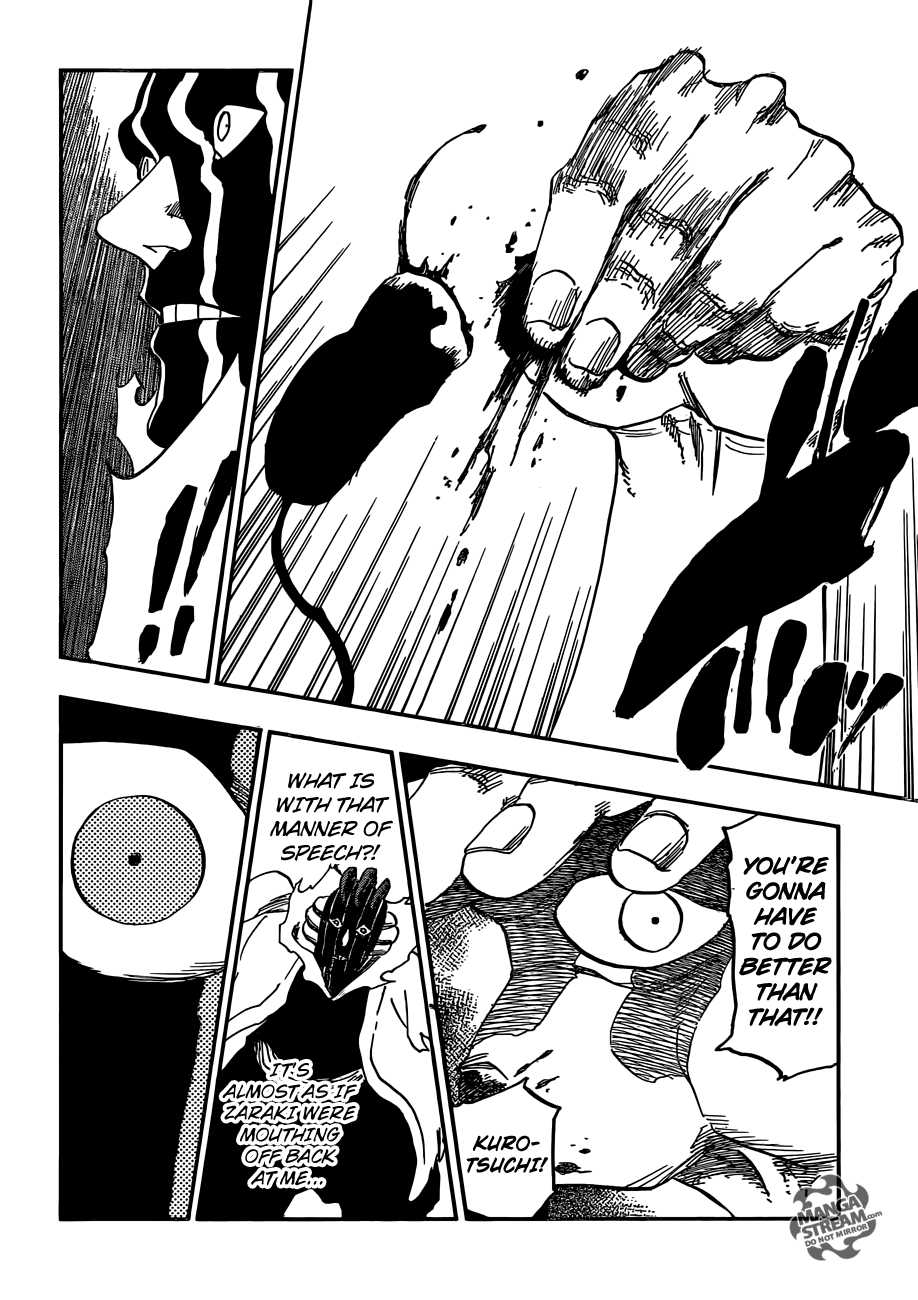 YOU'RE
GONNA
HAVE
TO DO
BETTER
THAN
THAT!!
KURO-
TSUCHI!
WHAT IS
WITH THAT
MANNER OF
SPEECH?!
IT'S
ALMOST AS IF
ZARAKI WERE
MOUTHING
OFF BACK
AT ME...
MANGA
STREAM.com
DO NOT MIRROR